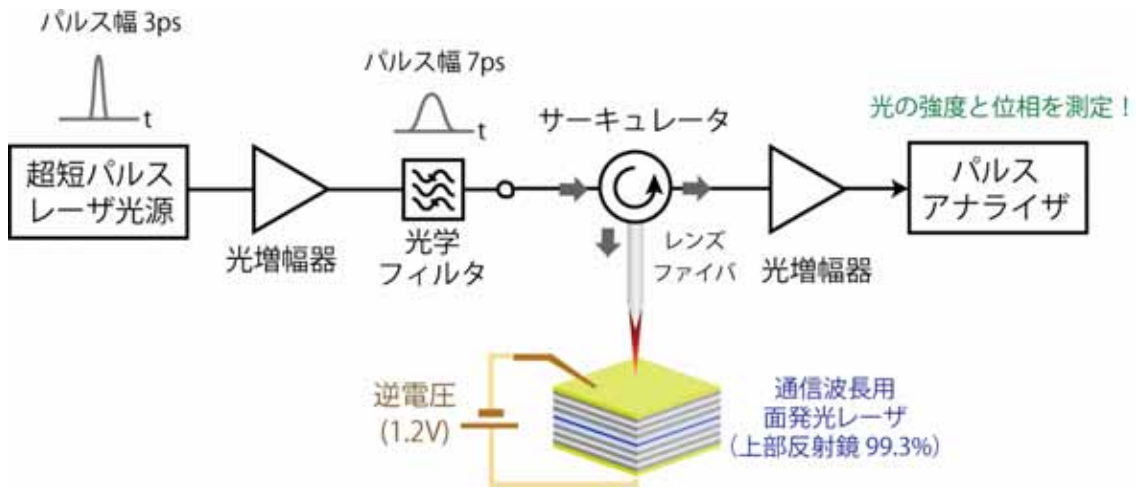 パルス幅 3ps
t
パルス幅 7ps
t
サーキュレータ
光の強度と位相を測定！
超短パルス
レーザ光源
光増幅器
光学
フィルタ
レンズ
ファイバ
光増幅器
パルス
アナライザ
逆電圧
(1.2V)
通信波長用
面発光レーザ
（上部反射鏡 99.3%）